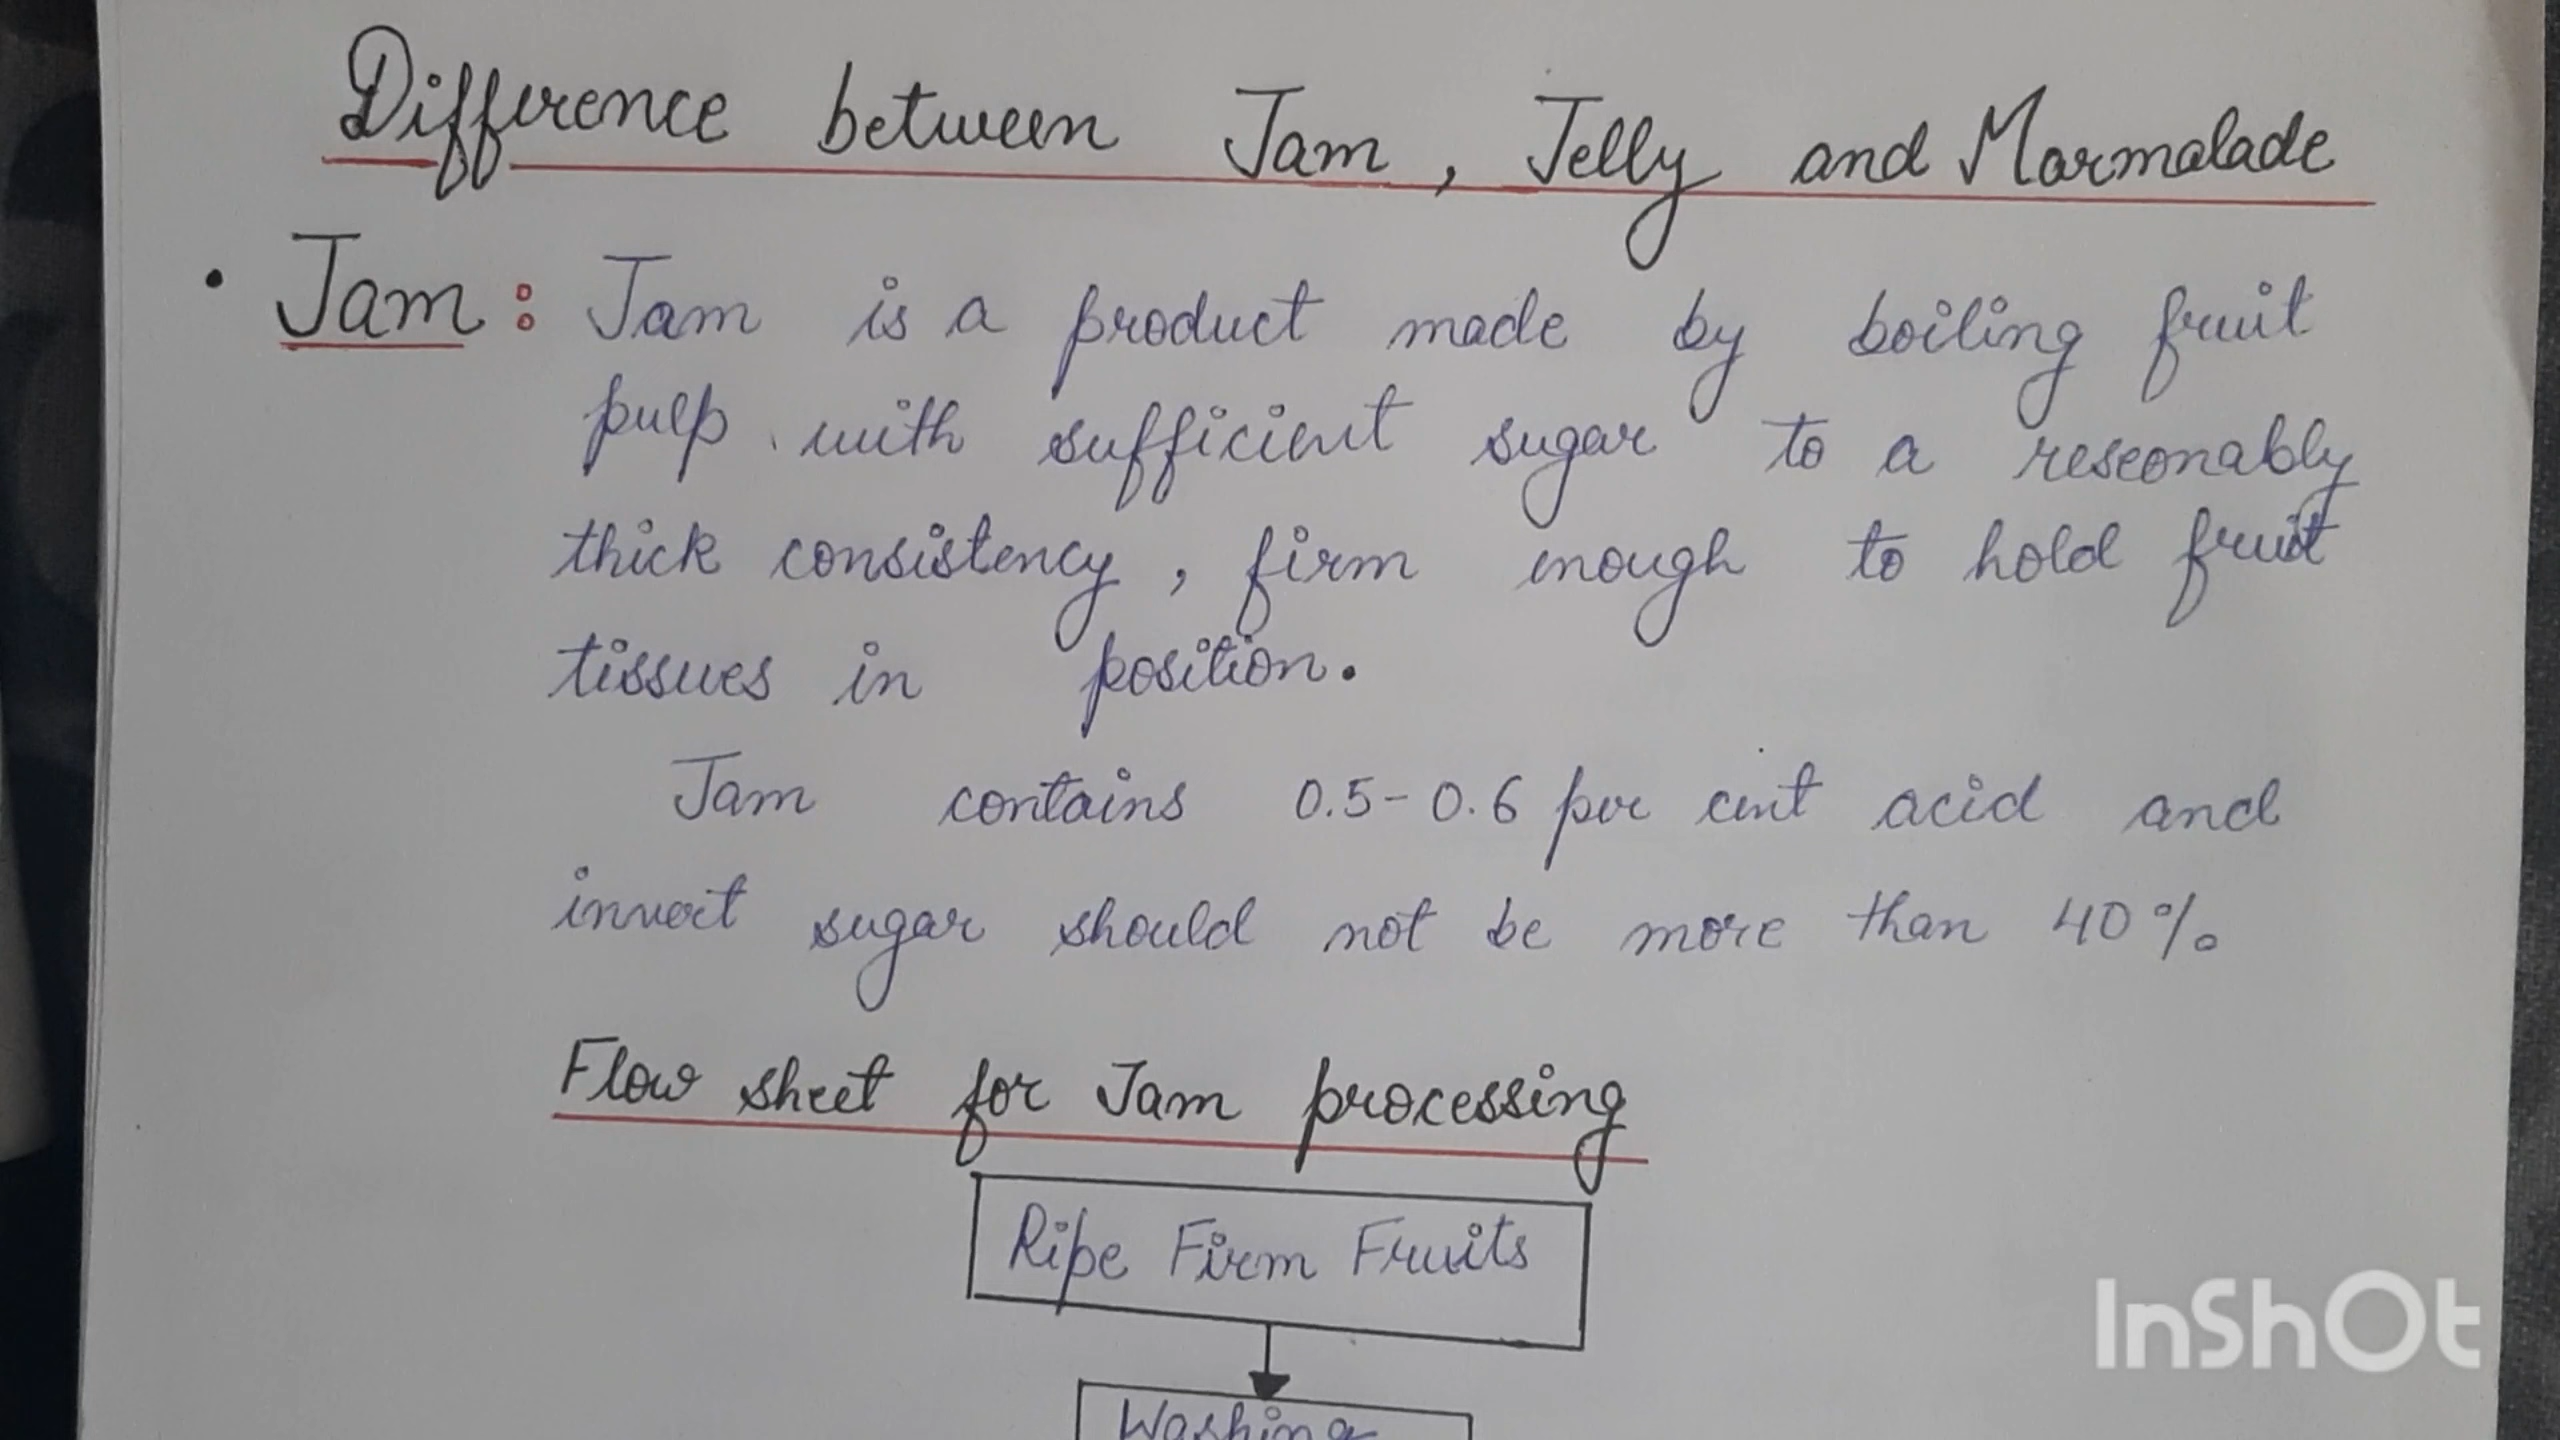 Difference between Jam, Jelly and Marmalade
• Jam: Jam is a product made by boiling fruit
pulp with sufficient sugar to a reseonably
thick consistency, firm enough to hold fruit
tissues in position.
Jam contains 0.5-0.6 per cent acid and
invert sugar should not be more than 40%
Flow sheet for Jam processing
Ripe Firm Fruits
Washing
InShOt